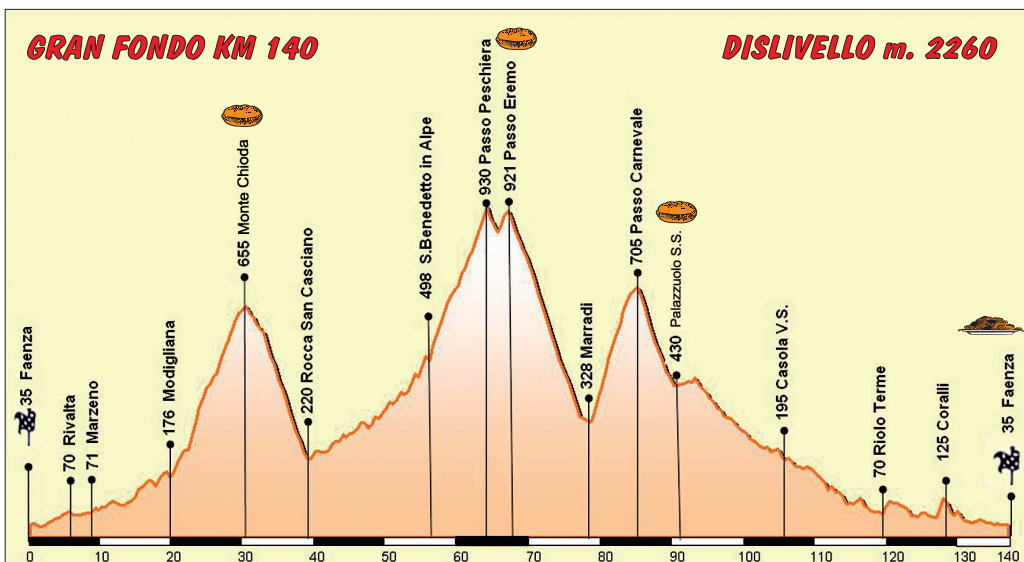 GRAN FONDO KM 140
DISLIVELLO m. 2260
35 Faenza
70 Rivalta
71 Marzeno
176 Modigliana
655 Monte Chioda
220 Rocca San Casciano
498 S.Benedetto in Alpe
930 Passo Peschiera
921 Passo Eremo
328 Marradi
705 Passo Carnevale
430 Palazzuolo S.S.
195 Casola V.S.
70 Riolo Terme
125 Coralli
35 Faenza
0 10 20 30 40 50 60 70 80 90 100 110 120 130 140